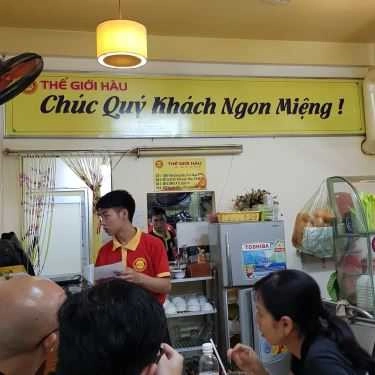 THẾ GIỚI HÀU
Chúc Quý Khách Ngon Miệng !
THẾ GIỚI HÀU
TOSHIBA